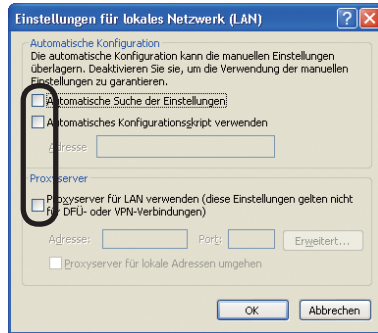 Einstellungen für lokales Netzwerk (LAN)
Automatische Konfiguration
Die automatische Konfiguration kann die manuellen Einstellungen
überlagern. Deaktivieren Sie sie, um die Verwendung der manuellen
Einstellungen zu garantieren.
Automatische Suche der Einstellungen
Automatisches Konfigurationsskript verwenden
Adresse
Proxyserver
Proxyserver für LAN verwenden (diese Einstellungen gelten nicht
für DFÜ- oder VPN-Verbindungen)
Adresse: Port: Erweitert...
Proxyserver für lokale Adressen umgehen
OK Abbrechen